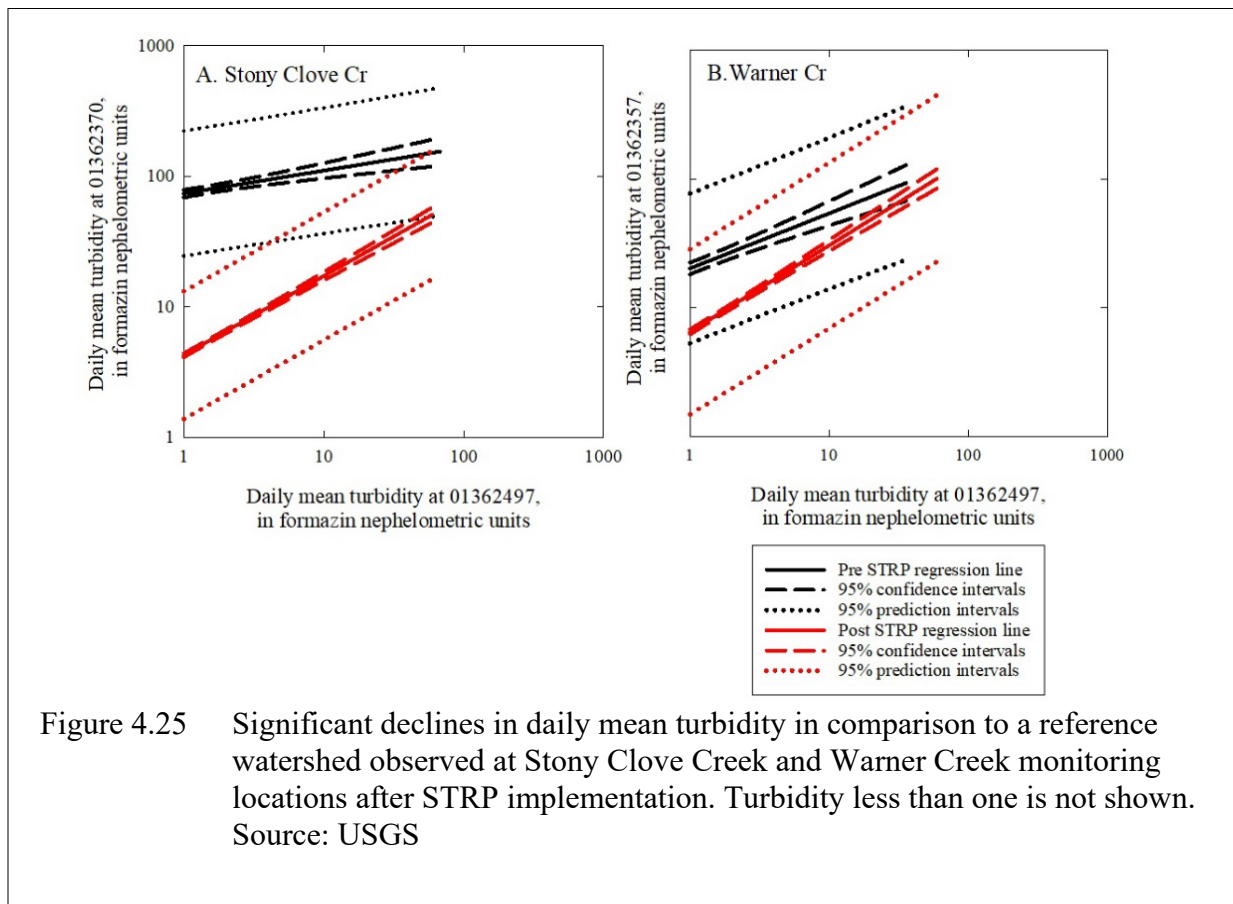 1000
A. Stony Clove Cr
Daily mean turbidity at 01362370,
in formazin nephelometric units
100
10
1
1 10 100 1000
Daily mean turbidity at 01362497,
in formazin nephelometric units
B.Warner Cr
Daily mean turbidity at 01362357,
in formazin nephelometric units
1 10 100 1000
Daily mean turbidity at 01362497,
in formazin nephelometric units
Pre STRP regression line
95% confidence intervals
95% prediction intervals
Post STRP regression line
95% confidence intervals
95% prediction intervals
Figure 4.25 Significant declines in daily mean turbidity in comparison to a reference
watershed observed at Stony Clove Creek and Warner Creek monitoring
locations after STRP implementation. Turbidity less than one is not shown.
Source: USGS